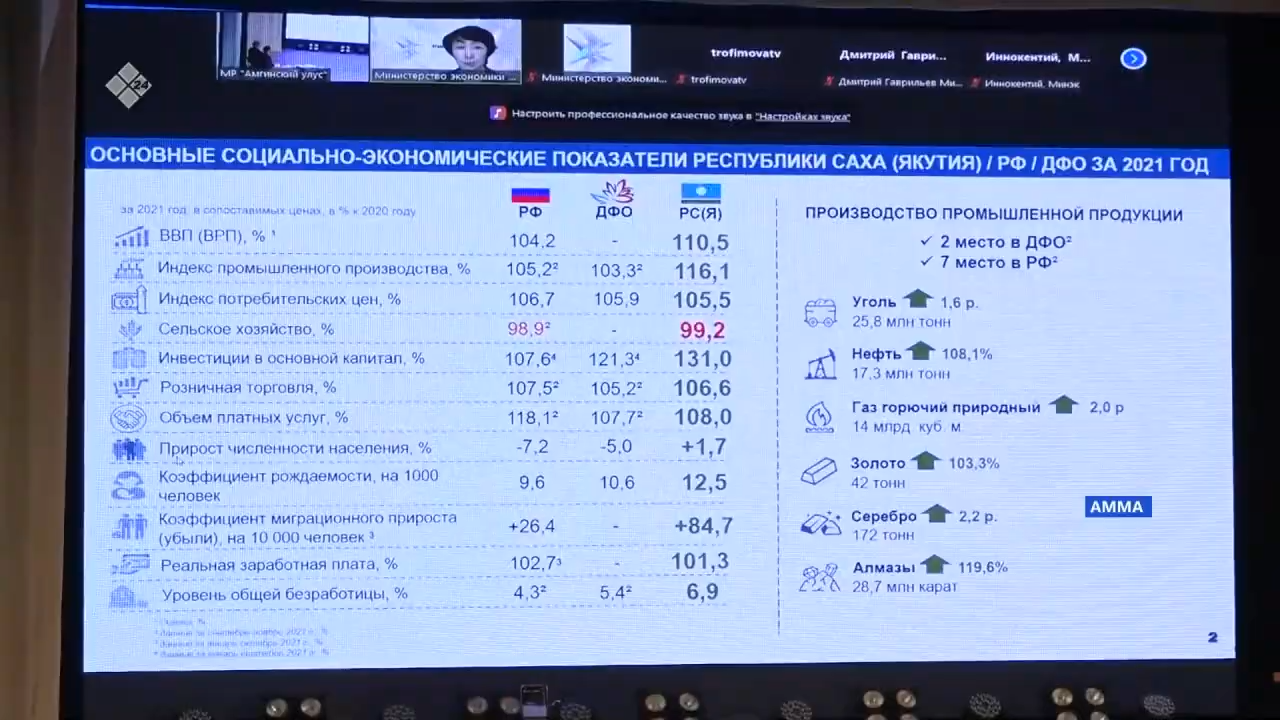 МР "Амгинский улус"
Министерство экономики ...
Министерство экономи...
trofimovatv
trofimovatv
Дмитрий Гаври...
Дмитрий Гаврильев Ми...
Иннокентий, М...
Иннокентий, Минэк
X24
Настроить профессиональное качество звука в "Настройках звука"
ОСНОВНЫЕ СОЦИАЛЬНО-ЭКОНОМИЧЕСКИЕ ПОКАЗАТЕЛИ РЕСПУБЛИКИ САХА (ЯКУТИЯ) / РФ / ДФО ЗА 2021 ГОД
за 2021 год, в сопоставимых ценах, в % к 2020 году
РФ ДФО РС(Я)
ВВП (ВРП), % ¹ 104,2 - 110,5
Индекс промышленного производства, % 105,2² 103,3² 116,1
Индекс потребительских цен, % 106,7 105,9 105,5
Сельское хозяйство, % 98,9² - 99,2
Инвестиции в основной капитал, % 107,6⁴ 121,3⁴ 131,0
Розничная торговля, % 107,5² 105,2² 106,6
Объем платных услуг, % 118,1² 107,7² 108,0
Прирост численности населения, % -7,2 -5,0 +1,7
Коэффициент рождаемости, на 1000
человек 9,6 10,6 12,5
Коэффициент миграционного прироста
(убыли), на 10 000 человек ³ +26,4 - +84,7
Реальная заработная плата, % 102,7³ - 101,3
Уровень общей безработицы, % 4,3² 5,4² 6,9
ПРОИЗВОДСТВО ПРОМЫШЛЕННОЙ ПРОДУКЦИИ
✓ 2 место в ДФО²
✓ 7 место в РФ²
Уголь 1,6 р.
25,8 млн тонн
Нефть 108,1%
17,3 млн тонн
Газ горючий природный 2,0 р
14 млрд. куб. м.
Золото 103,3%
42 тонн
Серебро 2,2 р.
172 тонн
Алмазы 119,6%
28,7 млн карат
АММА
2